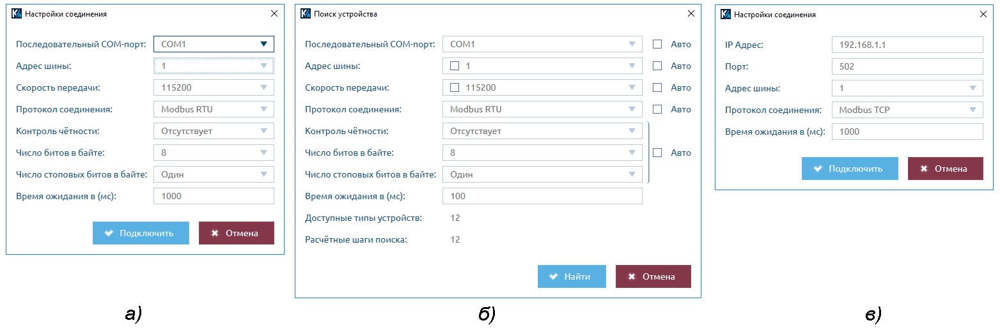 Настройки соединения
Последовательный COM-порт: COM1
Адрес шины: 1
Скорость передачи: 115200
Протокол соединения: Modbus RTU
Контроль чётности: Отсутствует
Число битов в байте: 8
Число стоповых битов в байте: Один
Время ожидания в (мс): 1000
Подключить Отмена
а)
Поиск устройства
Последовательный COM-порт: COM1 Авто
Адрес шины: 1 Авто
Скорость передачи: 115200 Авто
Протокол соединения: Modbus RTU Авто
Контроль чётности: Отсутствует
Число битов в байте: 8 Авто
Число стоповых битов в байте: Один
Время ожидания в (мс): 100
Доступные типы устройств: 12
Расчётные шаги поиска: 12
Найти Отмена
б)
Настройки соединения
IP Адрес: 192.168.1.1
Порт: 502
Адрес шины: 1
Протокол соединения: Modbus TCP
Время ожидания в (мс): 1000
Подключить Отмена
в)